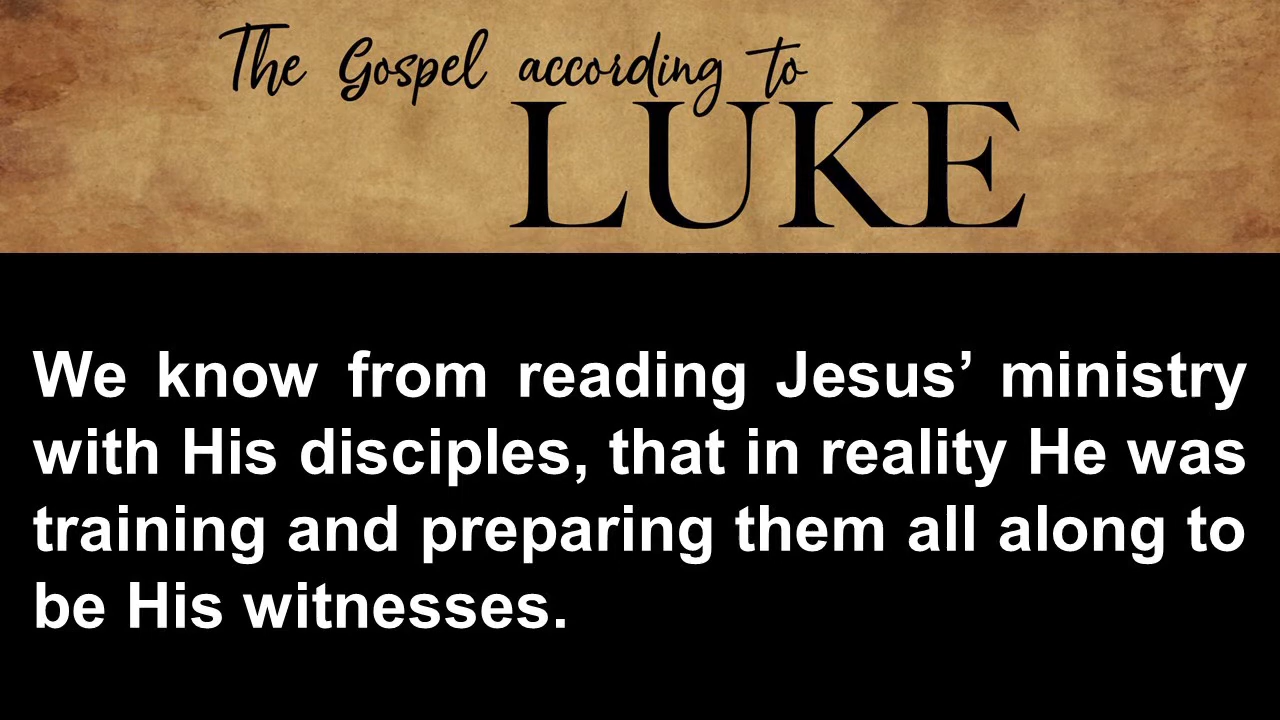 The Gospel according to
LUKE
We know from reading Jesus’ ministry
with His disciples, that in reality He was
training and preparing them all along to
be His witnesses.